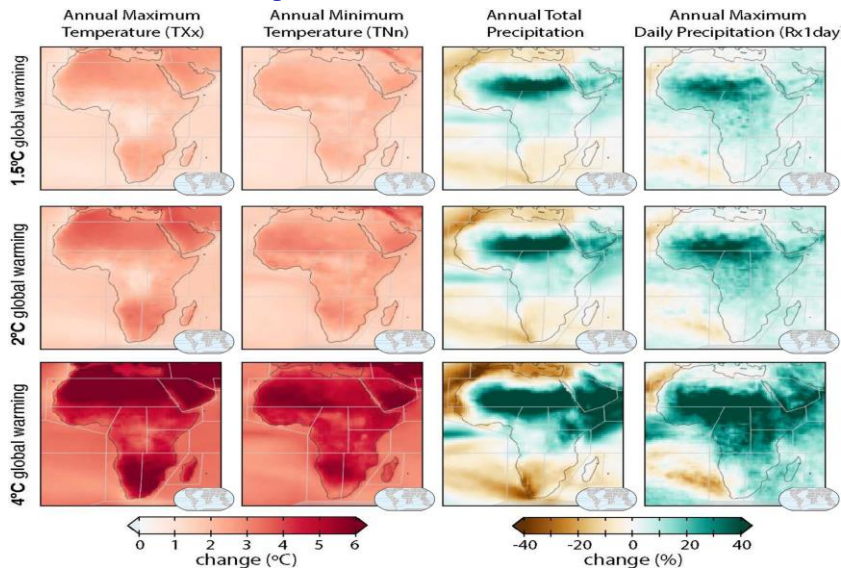 Annual Maximum
Temperature (TXx)
Annual Minimum
Temperature (TNn)
Annual Total
Precipitation
Annual Maximum
Daily Precipitation (Rx1day)
1.5ºC global warming
2ºC global warming
4ºC global warming
0 1 2 3 4 5 6
change (ºC)
-40 -20 0 20 40
change (%)